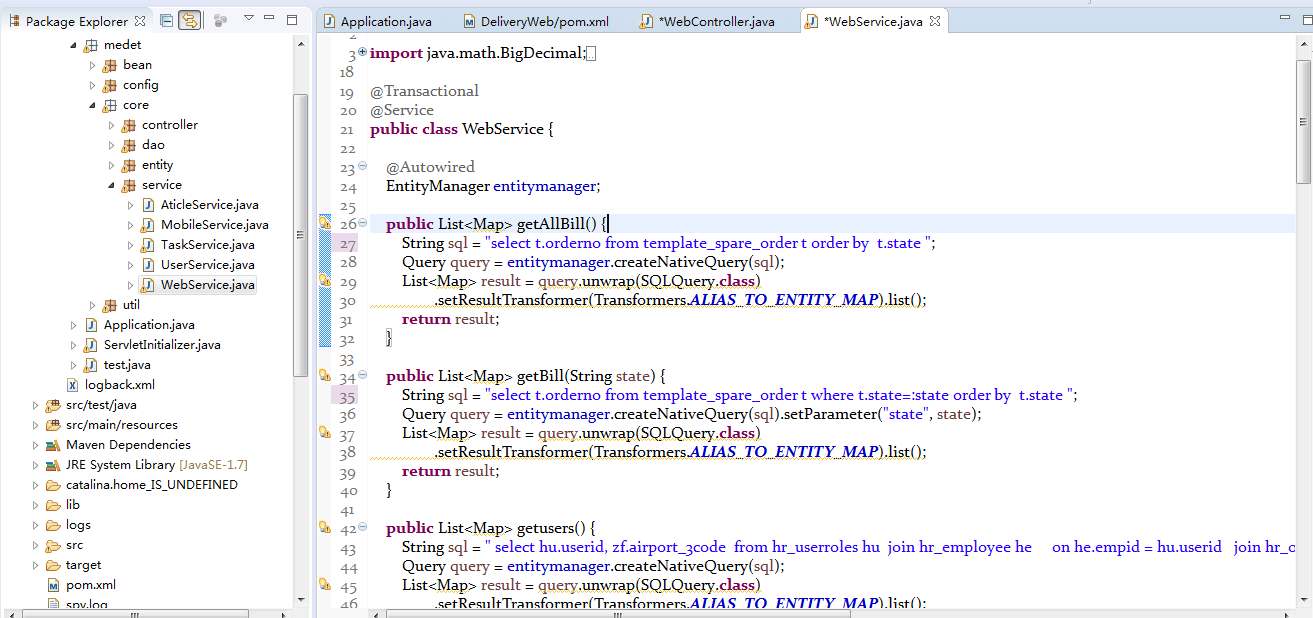 Package Explorer
medet
bean
config
core
controller
dao
entity
service
AticleService.java
MobileService.java
TaskService.java
UserService.java
WebService.java
util
Application.java
ServletInitializer.java
test.java
logback.xml
src/test/java
src/main/resources
Maven Dependencies
JRE System Library [JavaSE-1.7]
catalina.home_IS_UNDEFINED
lib
logs
src
target
pom.xml
spy.log
Application.java
DeliveryWeb/pom.xml
*WebController.java
*WebService.java
2
3 import java.math.BigDecimal;
18
19 @Transactional
20 @Service
21 public class WebService {
22
23 @Autowired
24 EntityManager entitymanager;
25
26 public List<Map> getAllBill() {
27 String sql = "select t.orderno from template_spare_order t order by  t.state ";
28 Query query = entitymanager.createNativeQuery(sql);
29 List<Map> result = query.unwrap(SQLQuery.class)
30 .setResultTransformer(Transformers.ALIAS_TO_ENTITY_MAP).list();
31 return result;
32 }
33
34 public List<Map> getBill(String state) {
35 String sql = "select t.orderno from template_spare_order t where t.state=:state order by  t.state ";
36 Query query = entitymanager.createNativeQuery(sql).setParameter("state", state);
37 List<Map> result = query.unwrap(SQLQuery.class)
38 .setResultTransformer(Transformers.ALIAS_TO_ENTITY_MAP).list();
39 return result;
40 }
41
42 public List<Map> getusers() {
43 String sql = " select hu.userid, zf.airport_3code  from hr_userroles hu  join hr_employee he     on he.empid = hu.userid   join hr_o
44 Query query = entitymanager.createNativeQuery(sql);
45 List<Map> result = query.unwrap(SQLQuery.class)
46 .setResultTransformer(Transformers.ALIAS_TO_ENTITY_MAP).list();